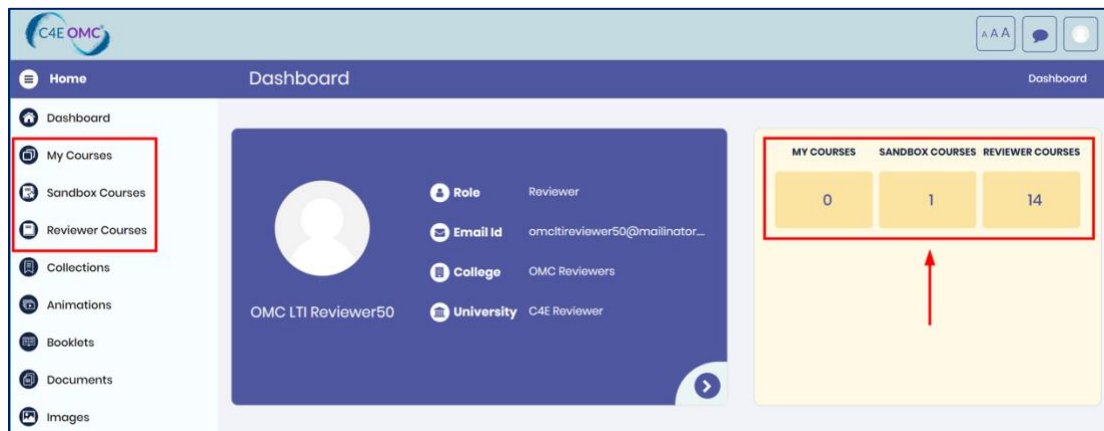 C4E OMC
A A A
Home
Dashboard
Dashboard
Dashboard
My Courses
Sandbox Courses
Reviewer Courses
Collections
Animations
Booklets
Documents
Images
OMC LTI Reviewer50
Role Reviewer
Email Id omcltireviewer50@mailinator...
College OMC Reviewers
University C4E Reviewer
MY COURSES SANDBOX COURSES REVIEWER COURSES
0 1 14